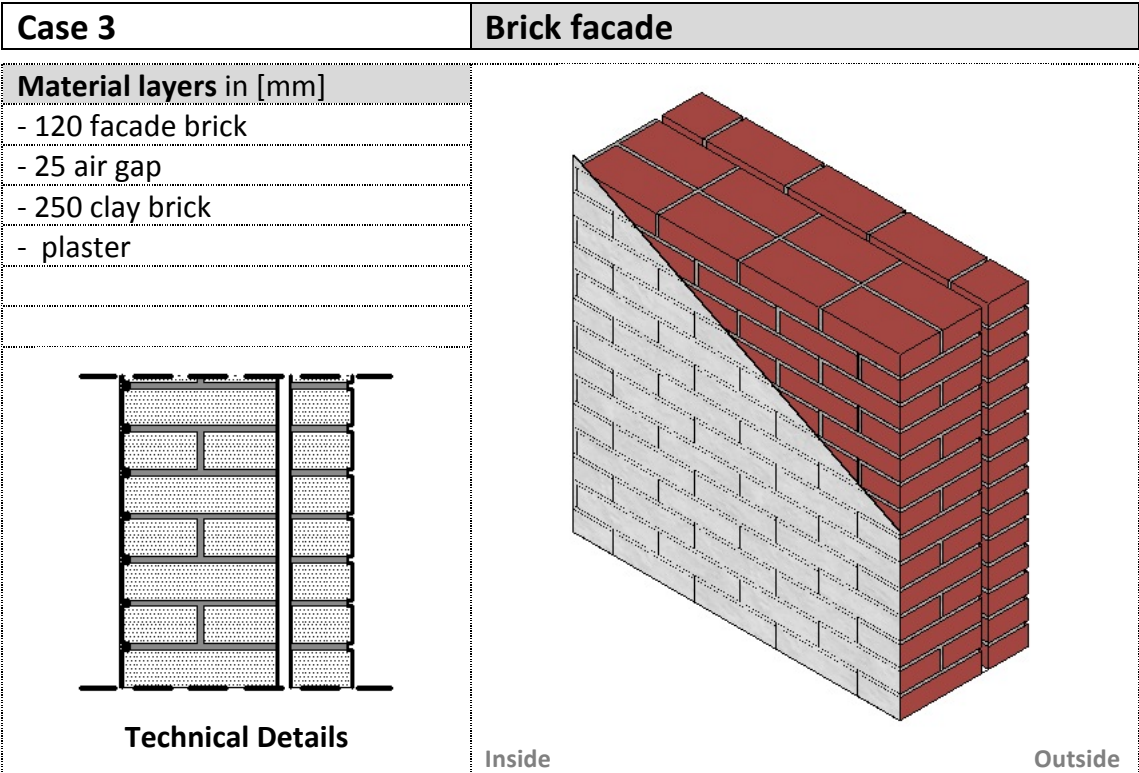 Case 3
Brick facade
Material layers in [mm]
- 120 facade brick
- 25 air gap
- 250 clay brick
- plaster
Technical Details
Inside
Outside